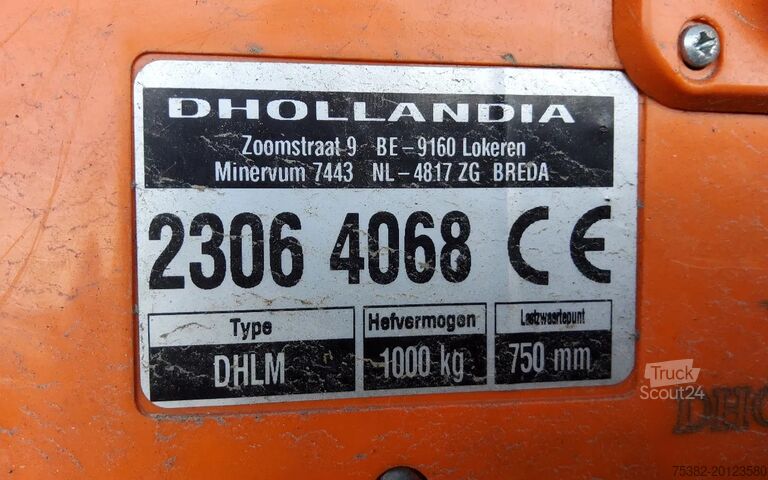 DHOLLANDIA
Zoomstraat 9 BE-9160 Lokeren
Minervum 7443 NL-4817 ZG BREDA
2306 4068 CE
Type Hefvermogen Lastzwaartepunt
DHLM 1000 kg 750 mm
Truck
Scout24
DHO
75382-20123580